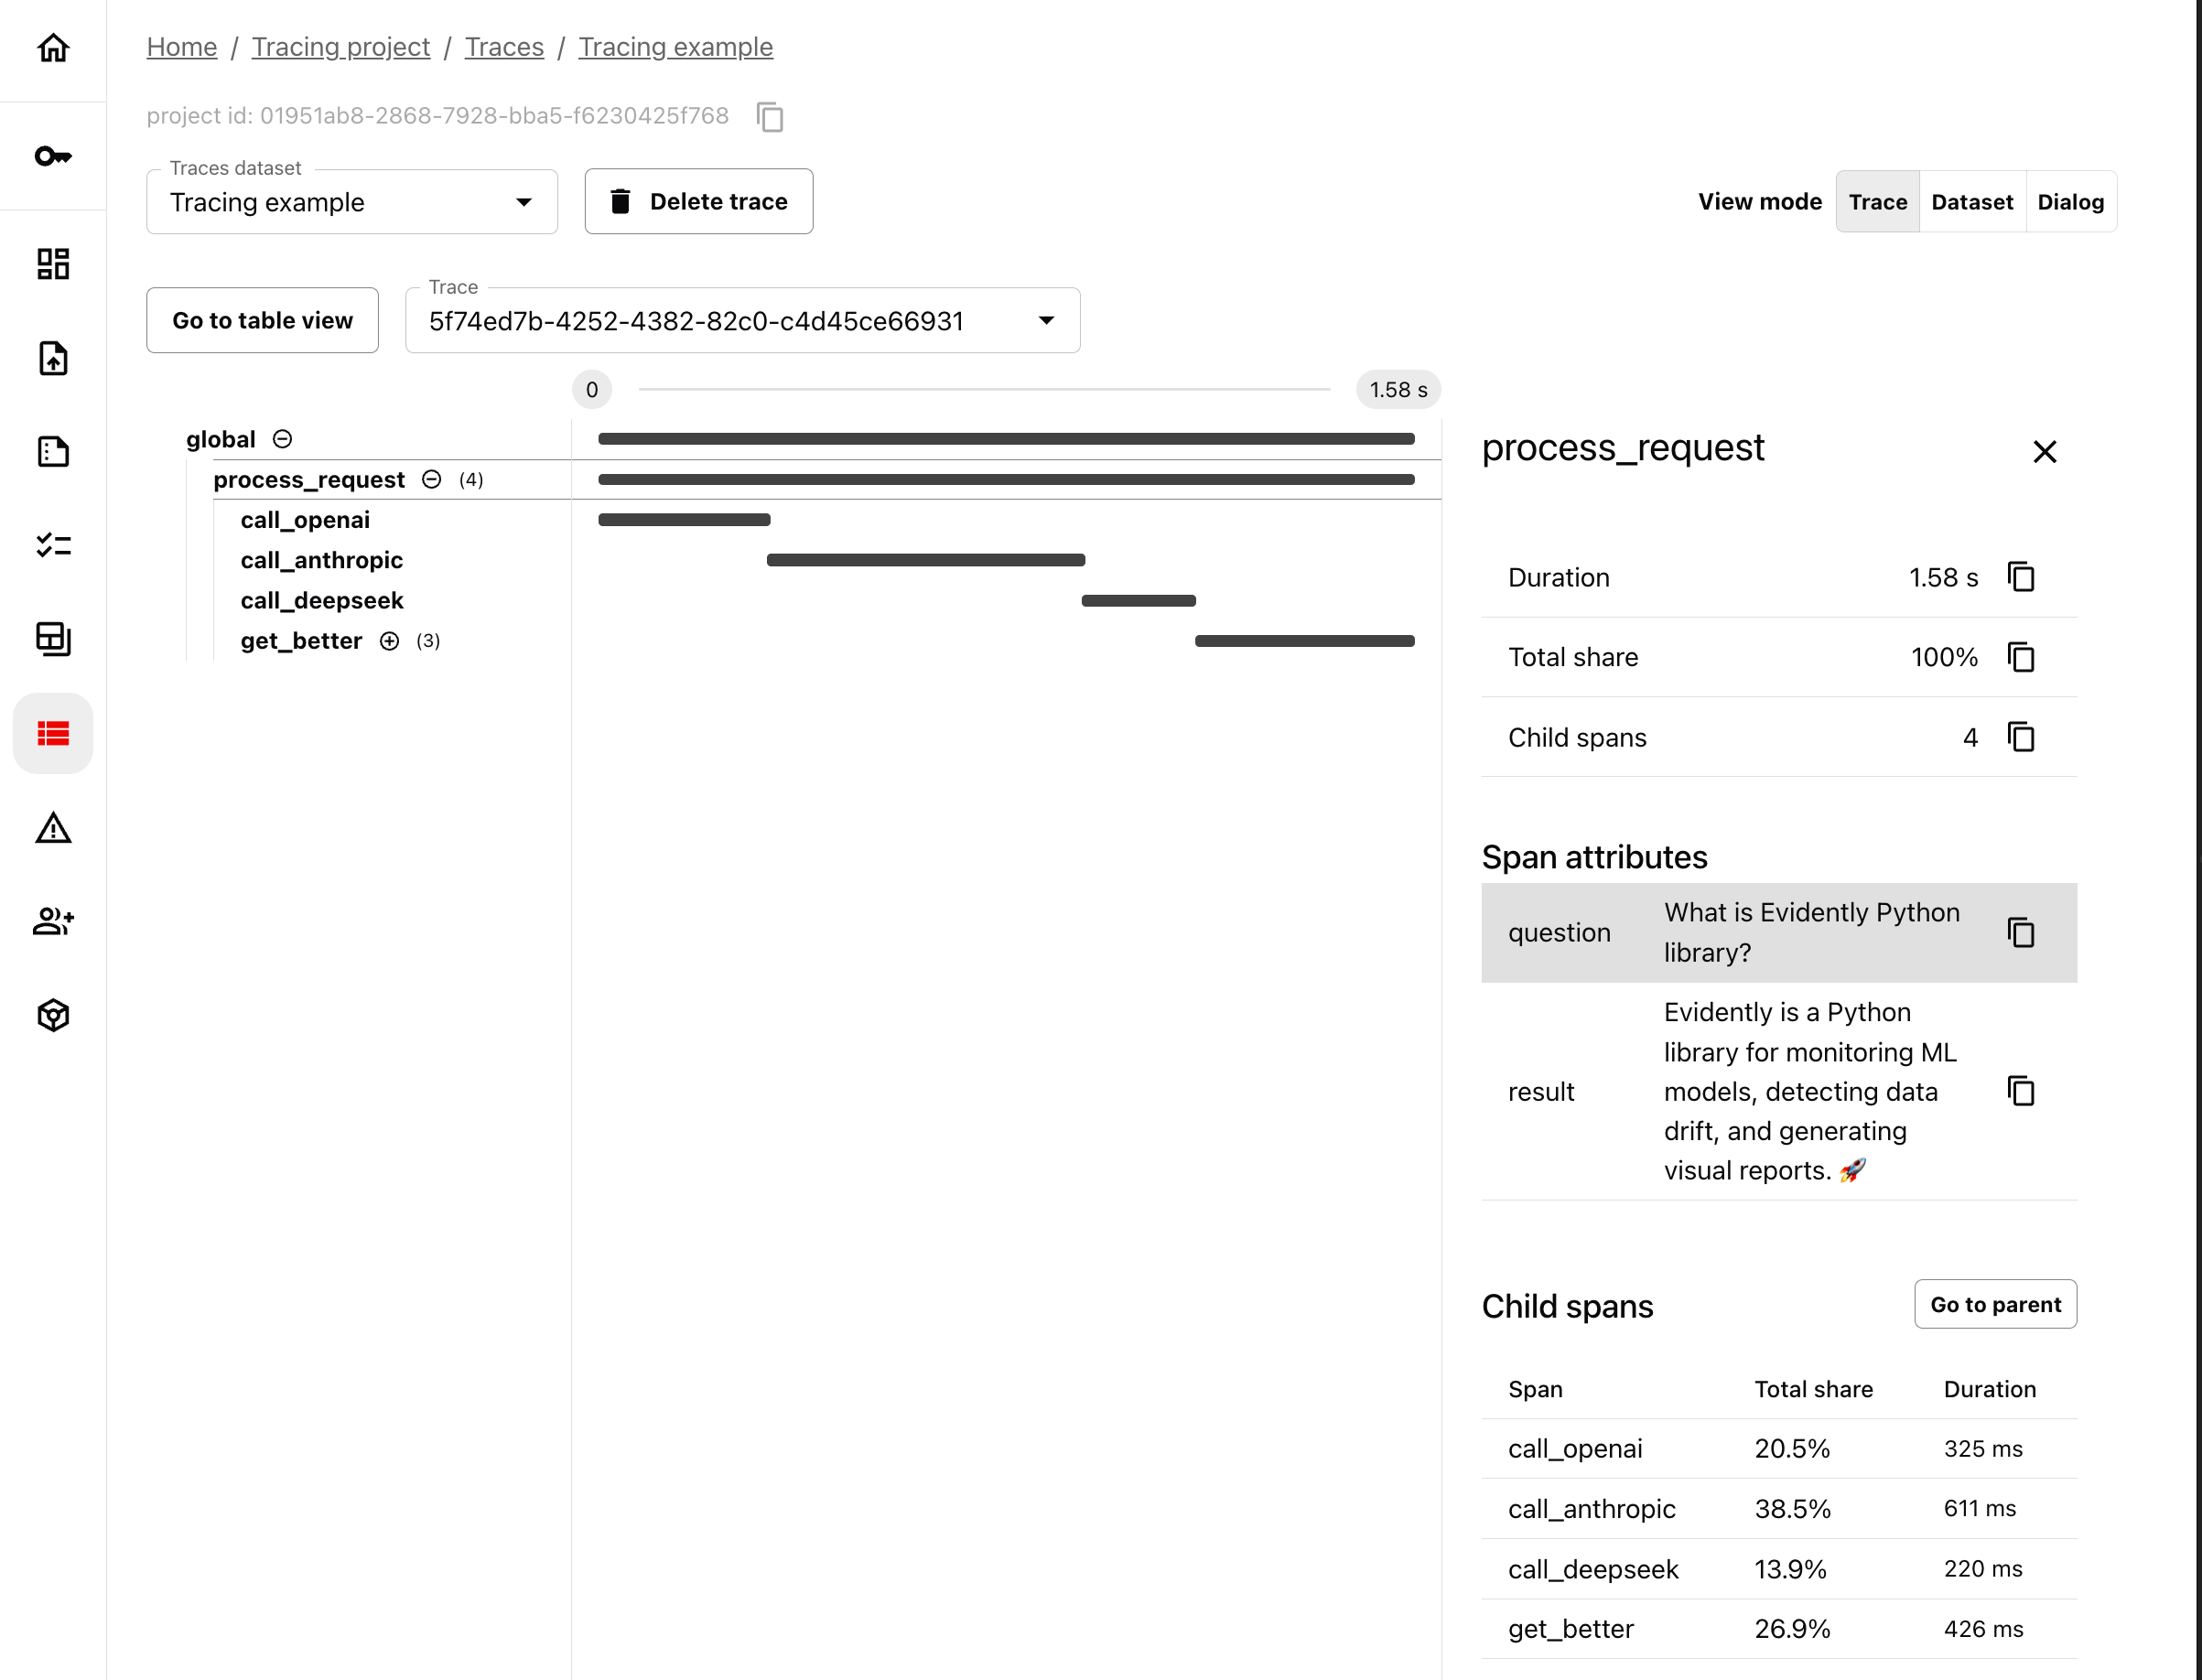 Home / Tracing project / Traces / Tracing example
project id: 01951ab8-2868-7928-bba5-f6230425f768
Traces dataset
Tracing example
Delete trace
View mode
Trace
Dataset
Dialog
Go to table view
Trace
5f74ed7b-4252-4382-82c0-c4d45ce66931
0
1.58 s
global
process_request (4)
call_openai
call_anthropic
call_deepseek
get_better (3)
process_request
Duration 1.58 s
Total share 100%
Child spans 4
Span attributes
question
What is Evidently Python
library?
result
Evidently is a Python
library for monitoring ML
models, detecting data
drift, and generating
visual reports. 🚀
Child spans
Go to parent
Span Total share Duration
call_openai 20.5% 325 ms
call_anthropic 38.5% 611 ms
call_deepseek 13.9% 220 ms
get_better 26.9% 426 ms